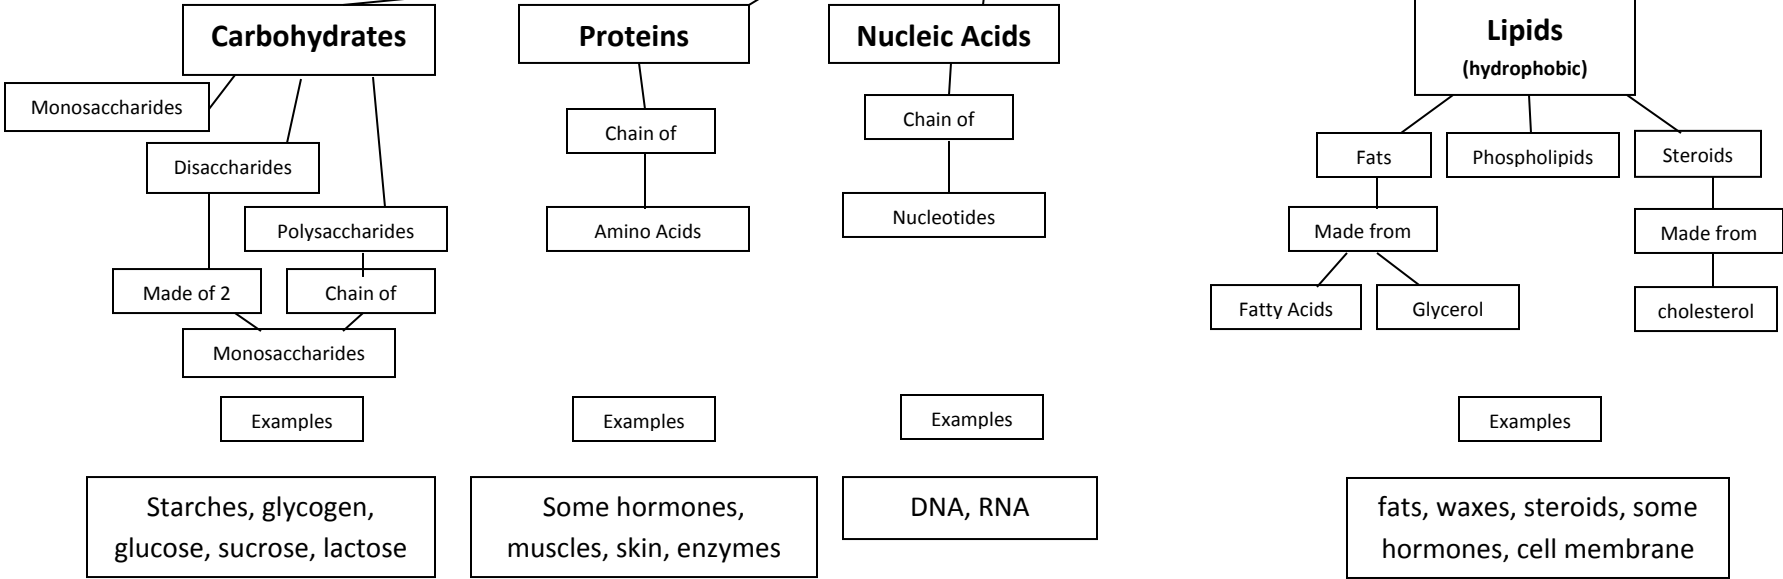 Carbohydrates
Monosaccharides
Disaccharides
Polysaccharides
Made of 2
Chain of
Monosaccharides
Examples
Starches, glycogen,
glucose, sucrose, lactose
Proteins
Chain of
Amino Acids
Examples
Some hormones,
muscles, skin, enzymes
Nucleic Acids
Chain of
Nucleotides
Examples
DNA, RNA
Lipids
(hydrophobic)
Fats
Phospholipids
Steroids
Made from
Made from
Fatty Acids
Glycerol
cholesterol
Examples
fats, waxes, steroids, some
hormones, cell membrane